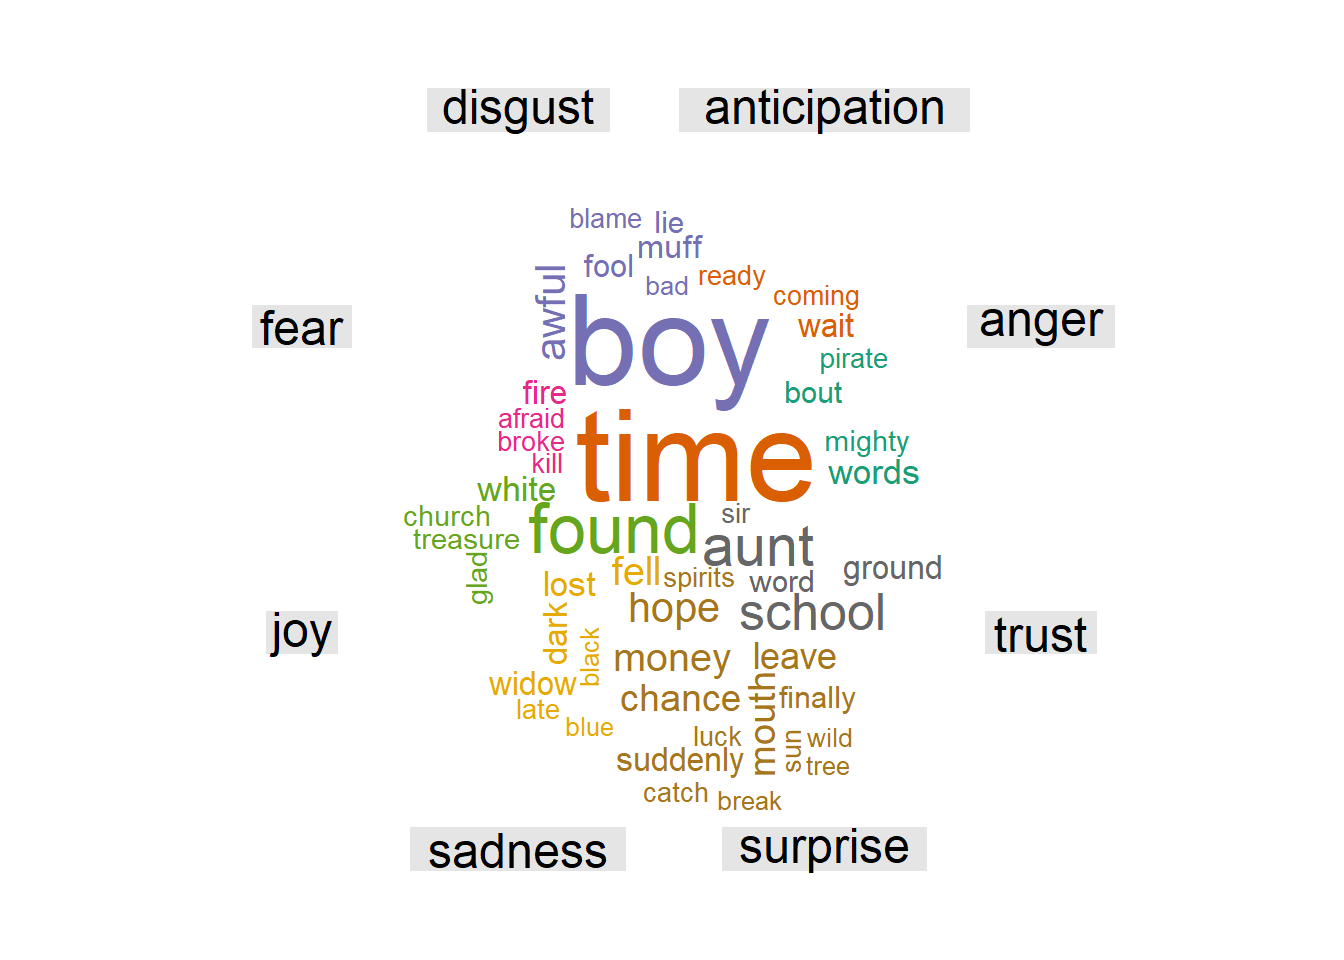 disgust anticipation
blame lie
muff
fool
awful
bad ready
coming
boy
wait
fear
anger
pirate
fire
bout
afraid
time
broke
mighty
kill
words
white
church
found
sir
treasure
aunt
glad
lost
fell
spirits
word
ground
hope
school
joy
trust
dark
black
money
leave
widow
chance
mouth
finally
late
blue
luck
sun
wild
suddenly
tree
catch
break
sadness
surprise